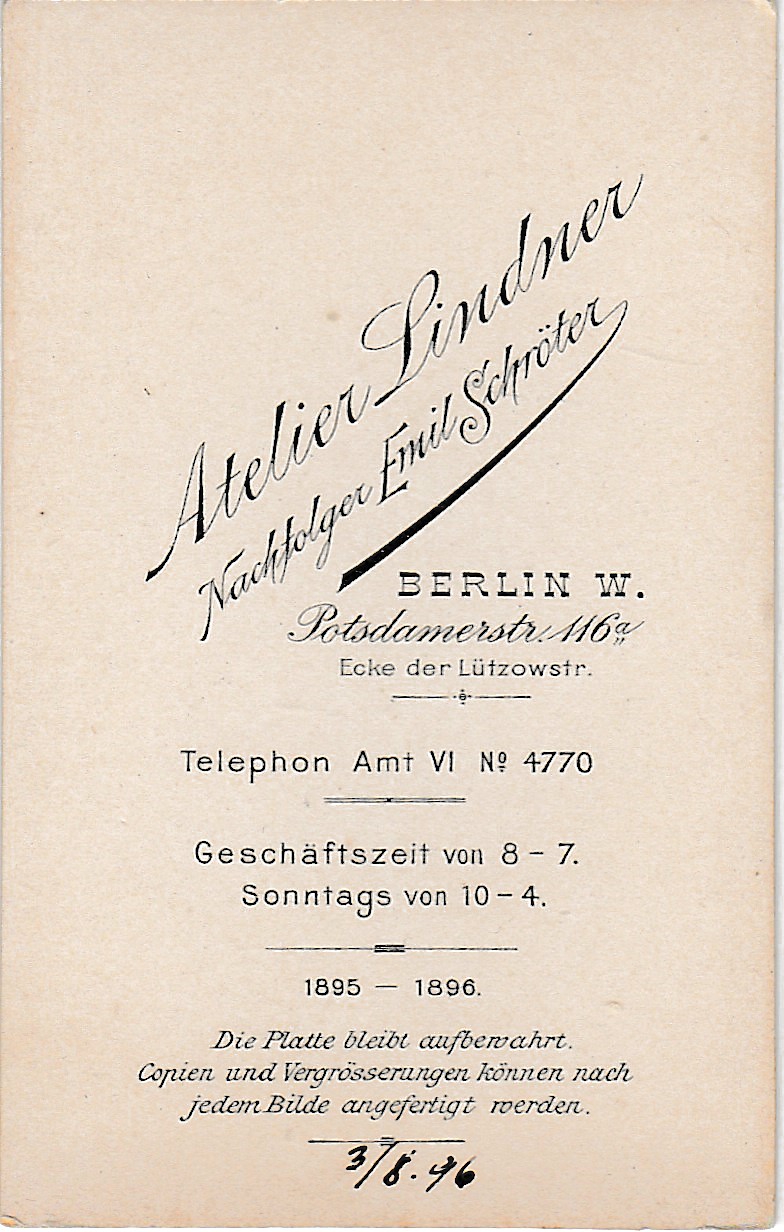 Atelier Lindner
Nachfolger Emil Schröter
BERLIN W.
Potsdamerstr. 116a
Ecke der Lützowstr.
Telephon Amt VI Nº 4770
Geschäftszeit von 8 – 7.
Sonntags von 10 – 4.
1895 — 1896.
Die Platte bleibt aufbewahrt.
Copien und Vergrösserungen können nach
jedem Bilde angefertigt werden.
3/8. 96